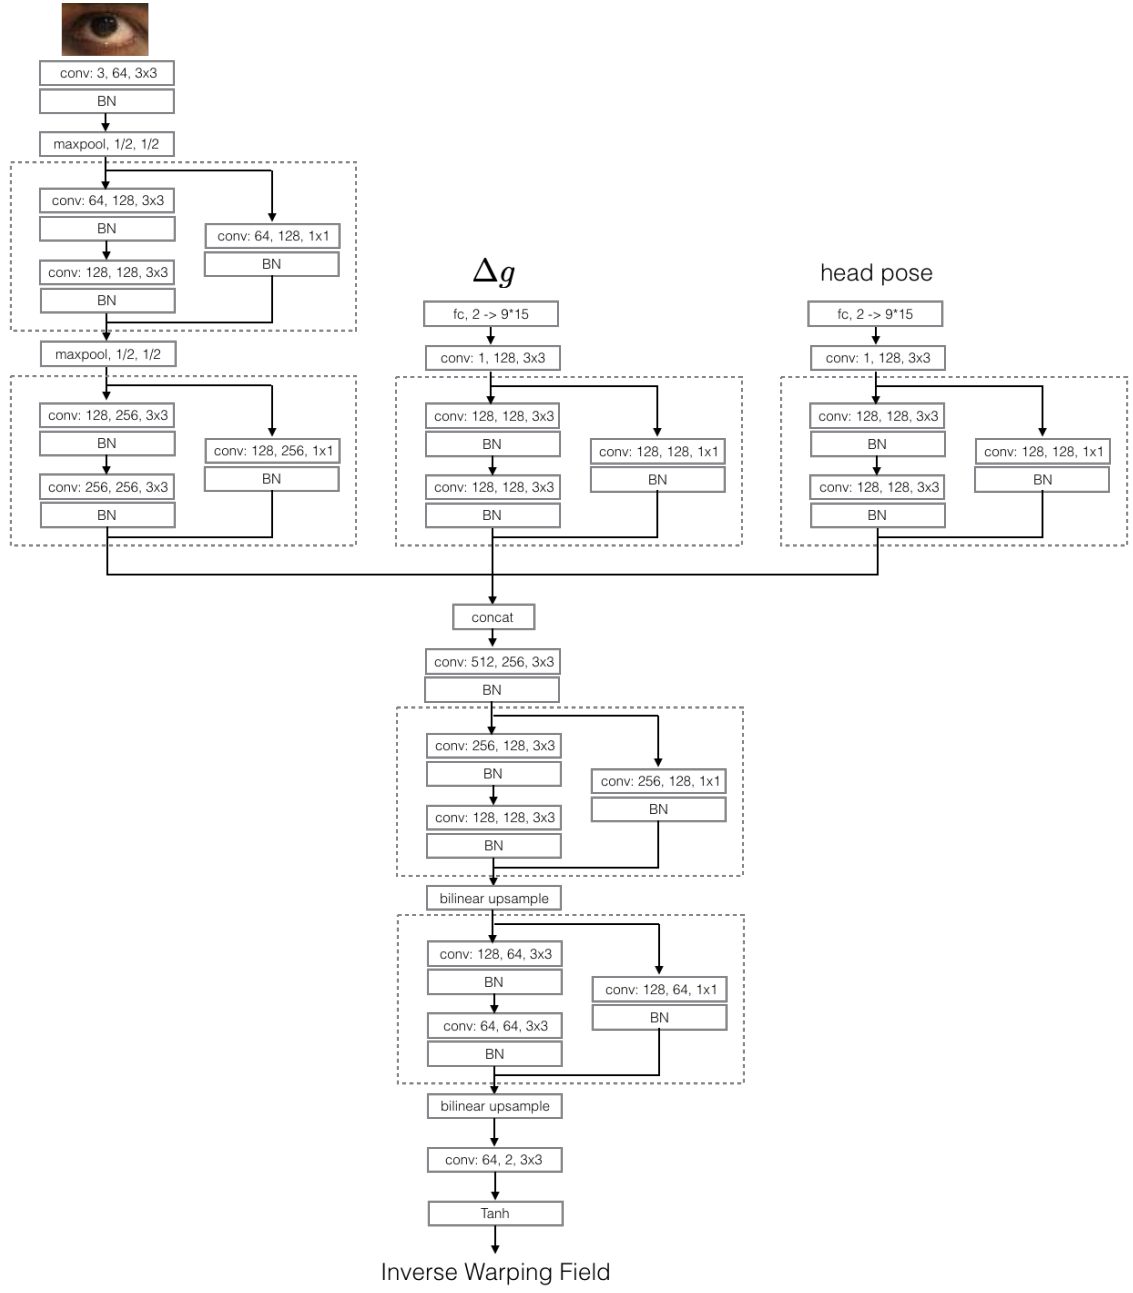 conv: 3, 64, 3x3
BN
maxpool, 1/2, 1/2
conv: 64, 128, 3x3
BN
conv: 128, 128, 3x3
BN
conv: 64, 128, 1x1
BN
maxpool, 1/2, 1/2
conv: 128, 256, 3x3
BN
conv: 256, 256, 3x3
BN
conv: 128, 256, 1x1
BN
Δg
fc, 2 -> 9*15
conv: 1, 128, 3x3
conv: 128, 128, 3x3
BN
conv: 128, 128, 3x3
BN
conv: 128, 128, 1x1
BN
head pose
fc, 2 -> 9*15
conv: 1, 128, 3x3
conv: 128, 128, 3x3
BN
conv: 128, 128, 3x3
BN
conv: 128, 128, 1x1
BN
concat
conv: 512, 256, 3x3
BN
conv: 256, 128, 3x3
BN
conv: 128, 128, 3x3
BN
conv: 256, 128, 1x1
BN
bilinear upsample
conv: 128, 64, 3x3
BN
conv: 64, 64, 3x3
BN
conv: 128, 64, 1x1
BN
bilinear upsample
conv: 64, 2, 3x3
Tanh
Inverse Warping Field